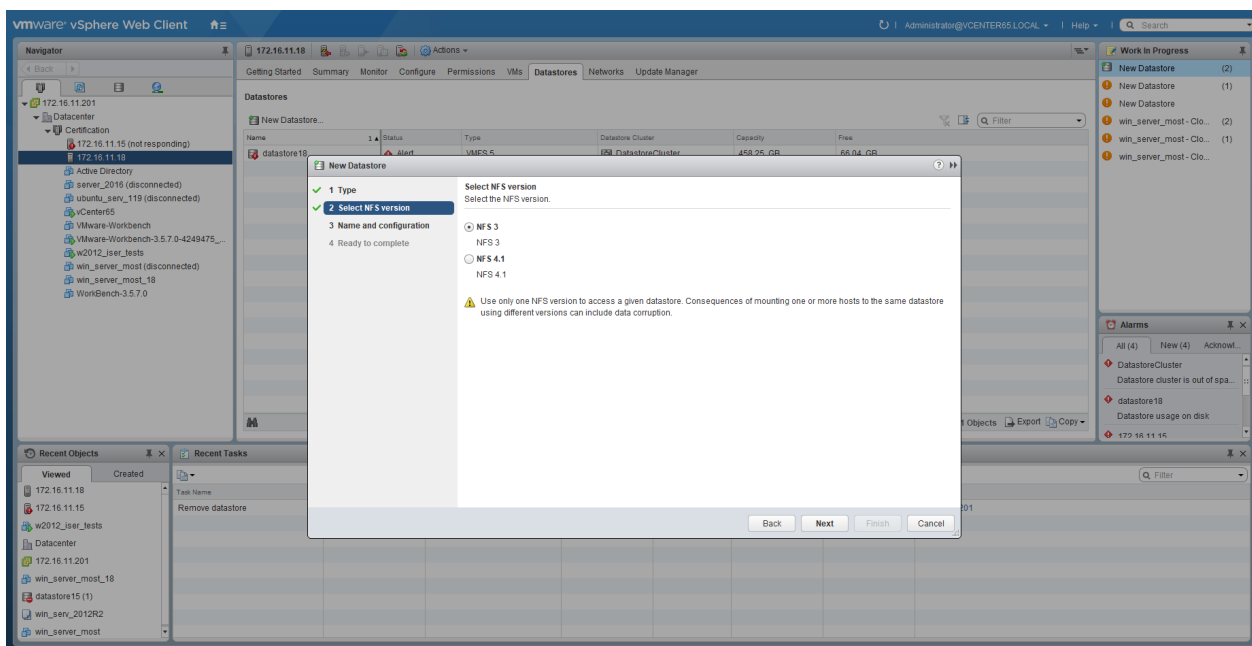 vmware® vSphere Web Client
Administrator@VCENTER65.LOCAL
Help
Search
Navigator
Back
172.16.11.201
Datacenter
Certification
172.16.11.15 (not responding)
172.16.11.18
Active Directory
server_2016 (disconnected)
ubuntu_serv_119 (disconnected)
vCenter65
VMware-Workbench
VMware-Workbench-3.5.7.0-4249475_...
w2012_iser_tests
win_server_most (disconnected)
win_server_most_18
WorkBench-3.5.7.0
172.16.11.18
Actions
Getting Started Summary Monitor Configure Permissions VMs Datastores Networks Update Manager
Datastores
New Datastore...
Filter
Name 1 Status Type Datastore Cluster Capacity Free
datastore18 Alert VMFS 5 DatastoreCluster 458.25 GB 66.04 GB
New Datastore
1 Type
2 Select NFS version
3 Name and configuration
4 Ready to complete
Select NFS version
Select the NFS version.
NFS 3
NFS 3
NFS 4.1
NFS 4.1
Use only one NFS version to access a given datastore. Consequences of mounting one or more hosts to the same datastore
using different versions can include data corruption.
Back Next Finish Cancel
1 Objects Export Copy
Work In Progress
New Datastore (2)
New Datastore (1)
New Datastore
win_server_most - Clo... (2)
win_server_most - Clo... (1)
win_server_most - Clo...
Alarms
All (4) New (4) Acknowl...
DatastoreCluster
Datastore cluster is out of spa...
datastore18
Datastore usage on disk
172.16.11.15
Recent Objects
Viewed Created
172.16.11.18
172.16.11.15
w2012_iser_tests
Datacenter
172.16.11.201
win_server_most_18
datastore15 (1)
win_serv_2012R2
win_server_most
Recent Tasks
Filter
Task Name
Remove datastore
201